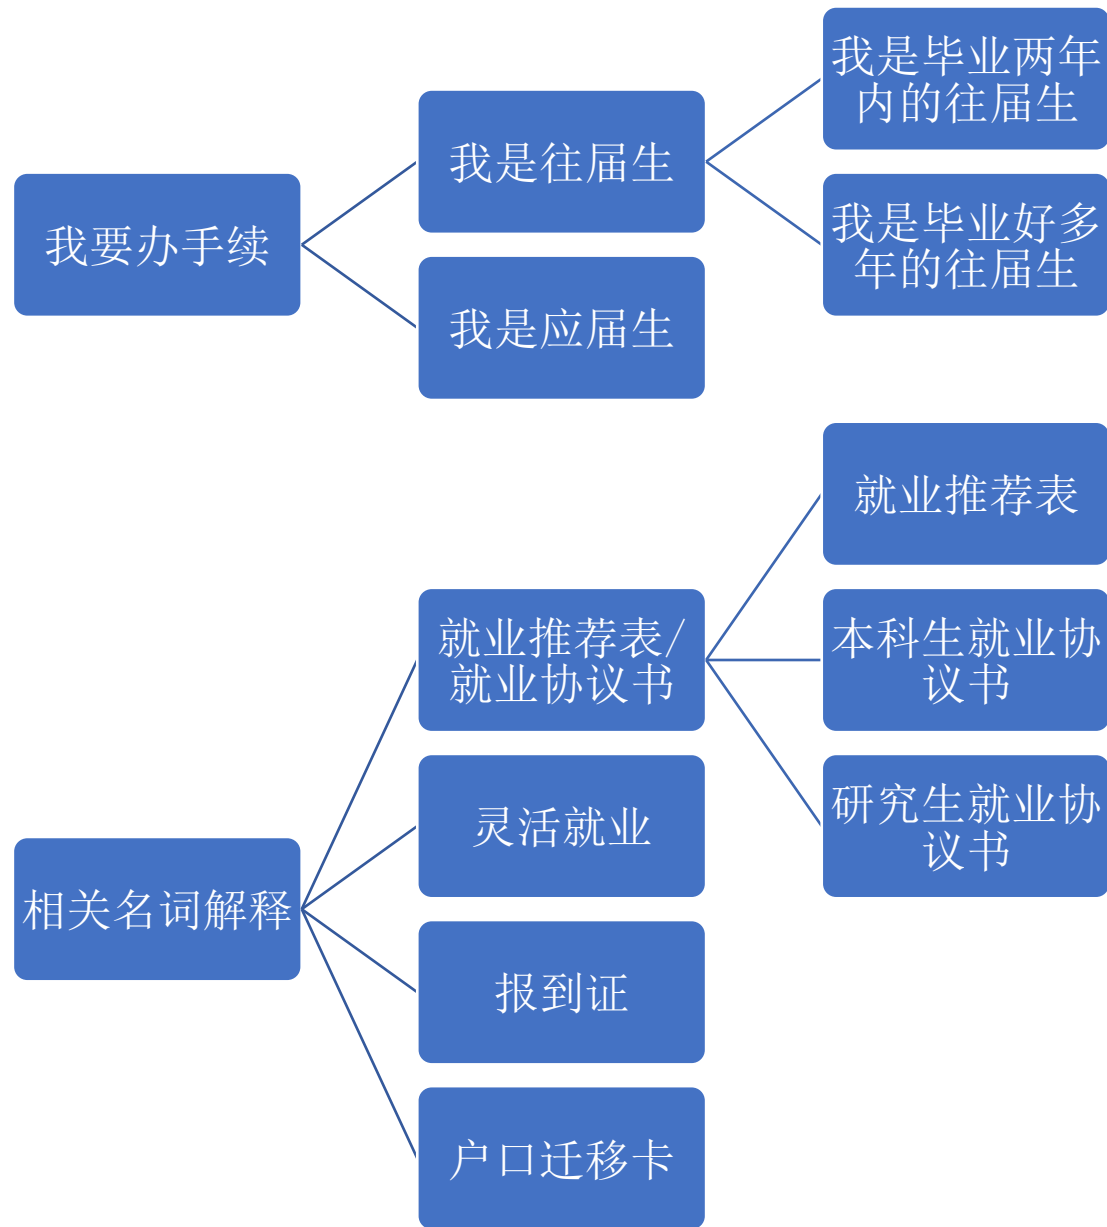 我要办手续
我是往届生
我是毕业两年
内的往届生
我是毕业好多
年的往届生
我是应届生
相关名词解释
就业推荐表/
就业协议书
就业推荐表
本科生就业协
议书
研究生就业协
议书
灵活就业
报到证
户口迁移卡